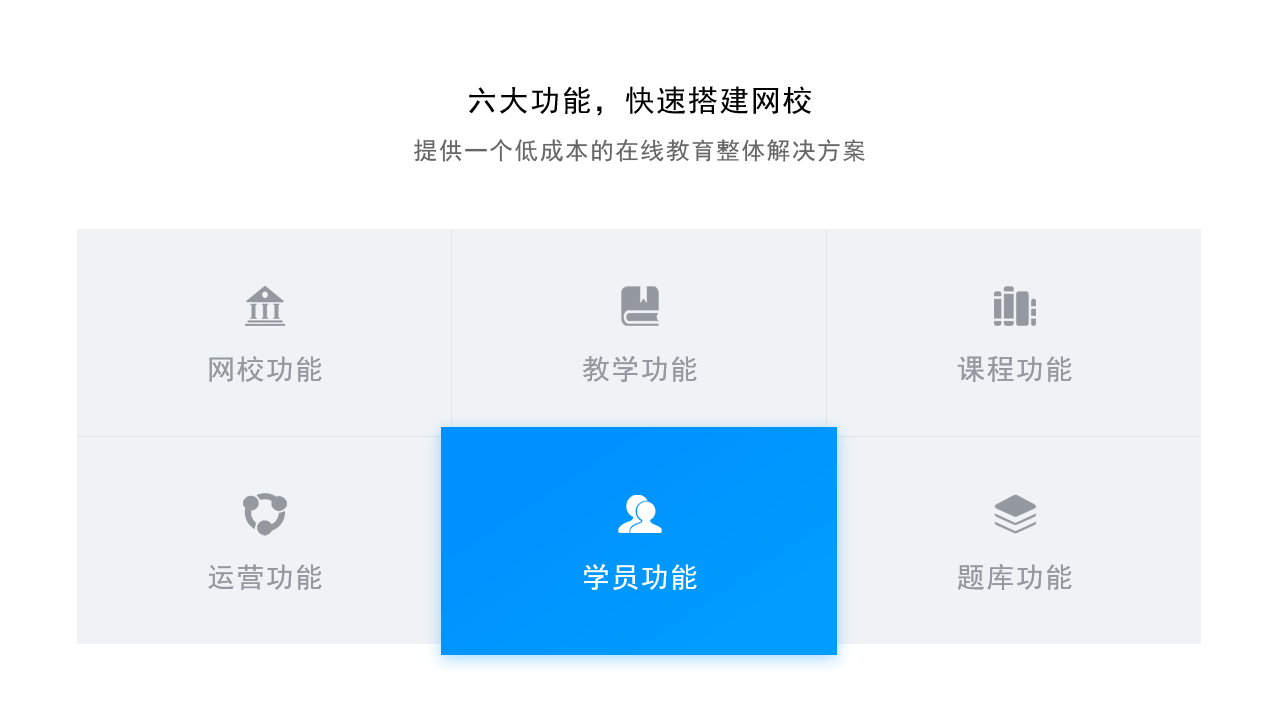 六大功能，快速搭建网校
提供一个低成本的在线教育整体解决方案
网校功能
教学功能
课程功能
运营功能
学员功能
题库功能